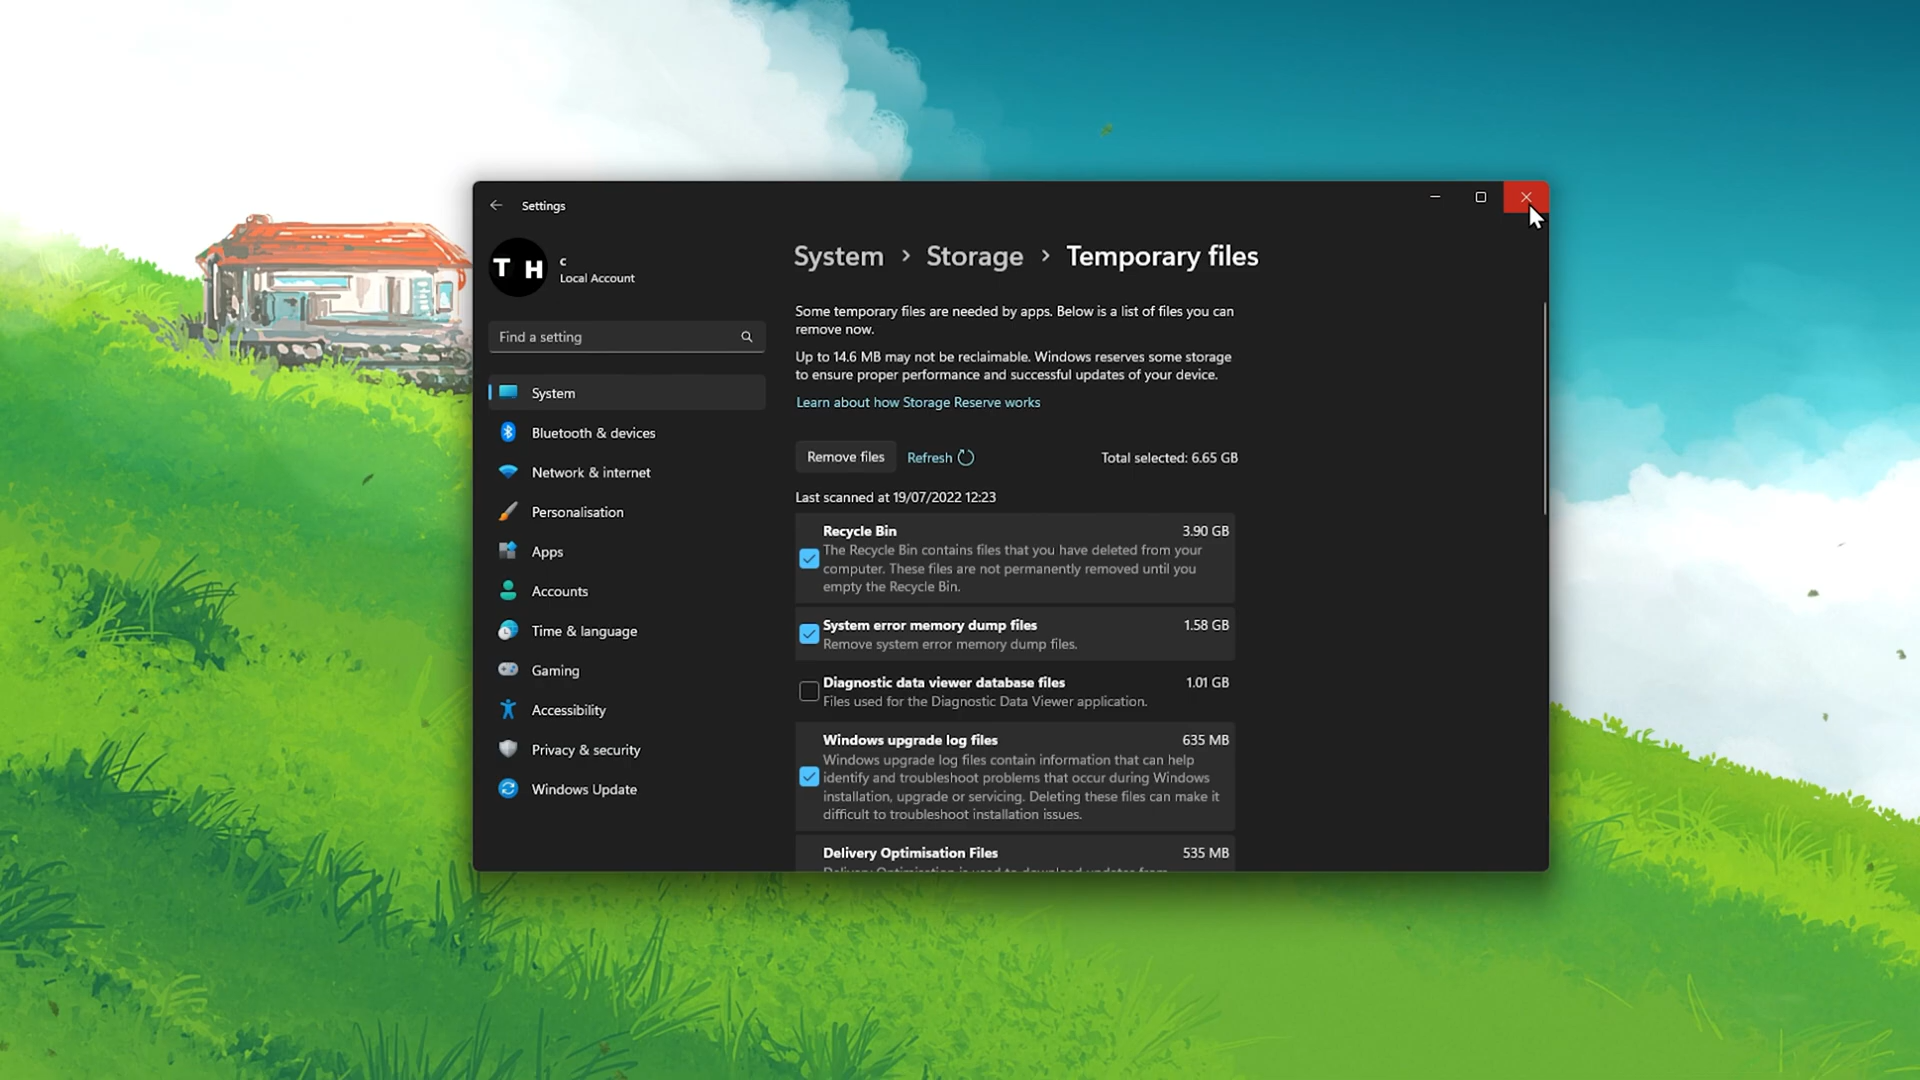 Settings
T H
c
Local Account
Find a setting
System
Bluetooth & devices
Network & internet
Personalisation
Apps
Accounts
Time & language
Gaming
Accessibility
Privacy & security
Windows Update
System > Storage > Temporary files
Some temporary files are needed by apps. Below is a list of files you can
remove now.
Up to 14.6 MB may not be reclaimable. Windows reserves some storage
to ensure proper performance and successful updates of your device.
Learn about how Storage Reserve works
Remove files Refresh Total selected: 6.65 GB
Last scanned at 19/07/2022 12:23
Recycle Bin 3.90 GB
The Recycle Bin contains files that you have deleted from your
computer. These files are not permanently removed until you
empty the Recycle Bin.
System error memory dump files 1.58 GB
Remove system error memory dump files.
Diagnostic data viewer database files 1.01 GB
Files used for the Diagnostic Data Viewer application.
Windows upgrade log files 635 MB
Windows upgrade log files contain information that can help
identify and troubleshoot problems that occur during Windows
installation, upgrade or servicing. Deleting these files can make it
difficult to troubleshoot installation issues.
Delivery Optimisation Files 535 MB